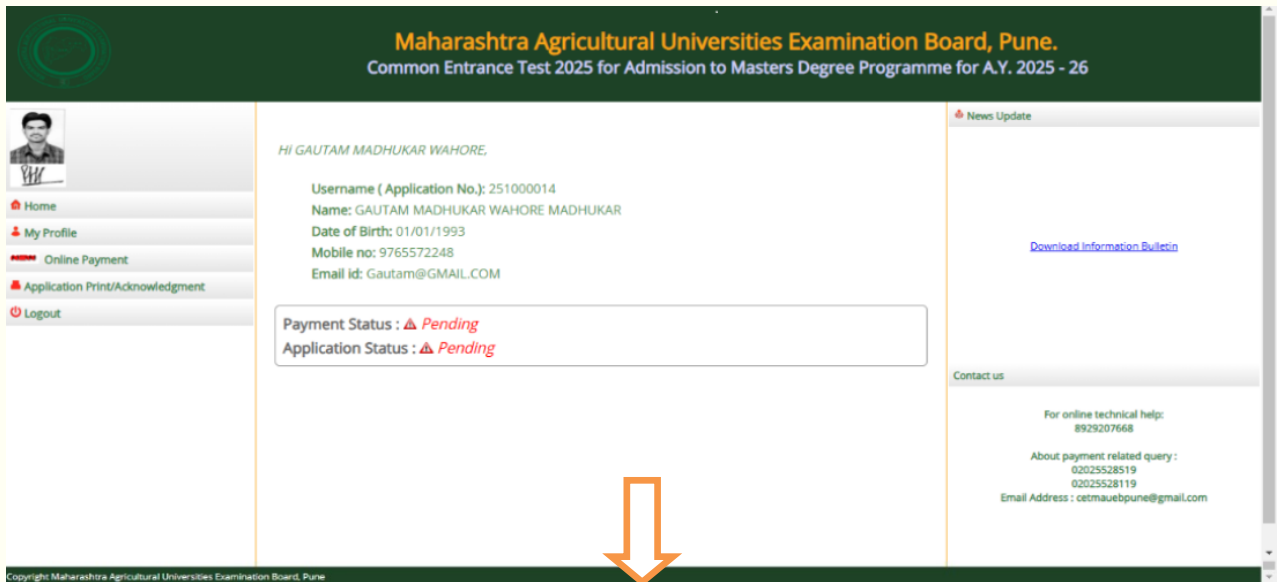 Maharashtra Agricultural Universities Examination Board, Pune.
Common Entrance Test 2025 for Admission to Masters Degree Programme for A.Y. 2025 - 26
Home
My Profile
Online Payment
Application Print/Acknowledgment
Logout
Hi GAUTAM MADHUKAR WAHORE,
Username ( Application No.): 251000014
Name: GAUTAM MADHUKAR WAHORE MADHUKAR
Date of Birth: 01/01/1993
Mobile no: 9765572248
Email id: Gautam@GMAIL.COM
Payment Status : Pending
Application Status : Pending
News Update
Download Information Bulletin
Contact us
For online technical help:
8929207668
About payment related query :
02025528519
02025528119
Email Address : cetmauebpune@gmail.com
Copyright Maharashtra Agricultural Universities Examination Board, Pune